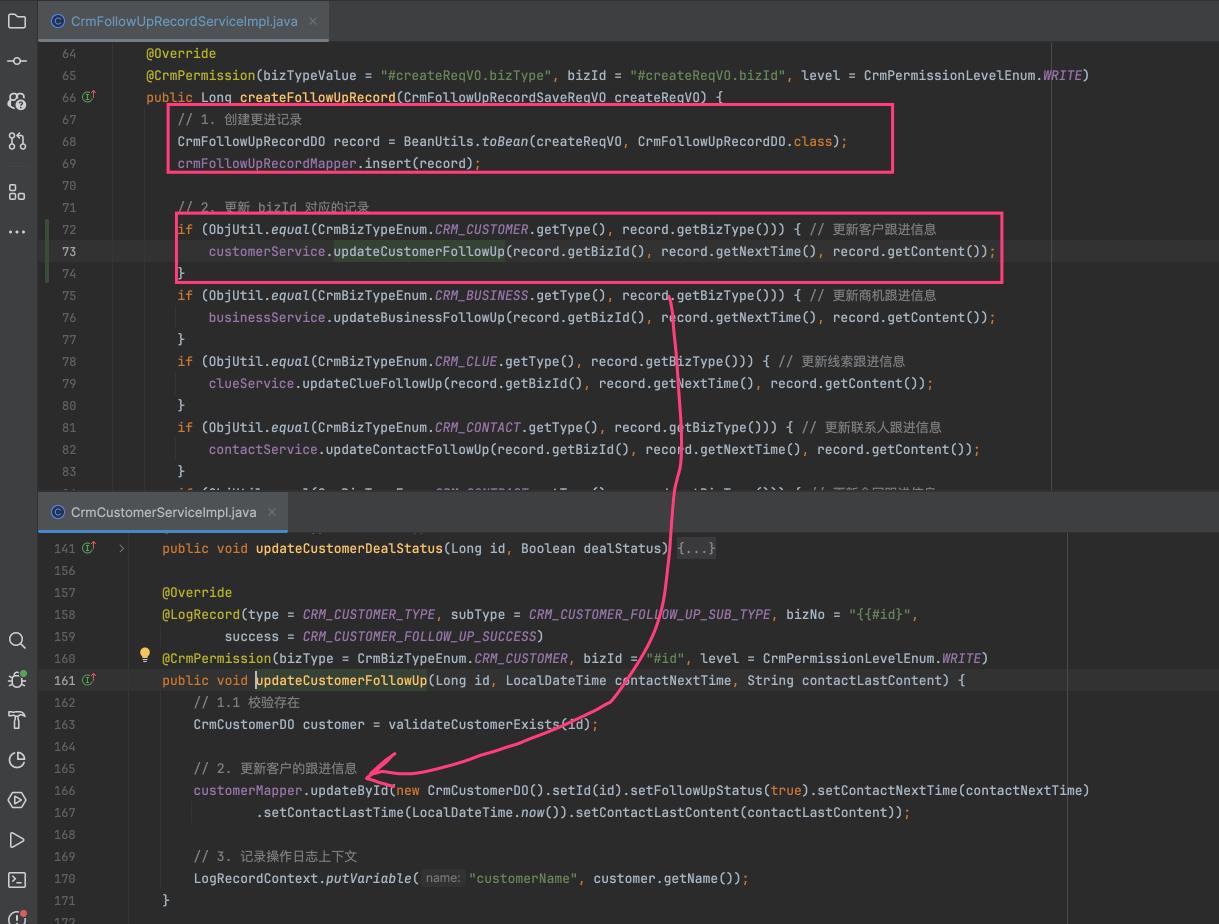 CrmFollowUpRecordServiceImpl.java
64 @Override
65 @CrmPermission(bizTypeValue = "#createReqVO.bizType", bizId = "#createReqVO.bizId", level = CrmPermissionLevelEnum.WRITE)
66 public Long createFollowUpRecord(CrmFollowUpRecordSaveReqVO createReqVO) {
67 // 1. 创建更进记录
68 CrmFollowUpRecordDO record = BeanUtils.toBean(createReqVO, CrmFollowUpRecordDO.class);
69 crmFollowUpRecordMapper.insert(record);
70
71 // 2. 更新 bizId 对应的记录
72 if (ObjUtil.equal(CrmBizTypeEnum.CRM_CUSTOMER.getType(), record.getBizType())) { // 更新客户跟进信息
73 customerService.updateCustomerFollowUp(record.getBizId(), record.getNextTime(), record.getContent());
74 }
75 if (ObjUtil.equal(CrmBizTypeEnum.CRM_BUSINESS.getType(), record.getBizType())) { // 更新商机跟进信息
76 businessService.updateBusinessFollowUp(record.getBizId(), record.getNextTime(), record.getContent());
77 }
78 if (ObjUtil.equal(CrmBizTypeEnum.CRM_CLUE.getType(), record.getBizType())) { // 更新线索跟进信息
79 clueService.updateClueFollowUp(record.getBizId(), record.getNextTime(), record.getContent());
80 }
81 if (ObjUtil.equal(CrmBizTypeEnum.CRM_CONTACT.getType(), record.getBizType())) { // 更新联系人跟进信息
82 contactService.updateContactFollowUp(record.getBizId(), record.getNextTime(), record.getContent());
83 }
CrmCustomerServiceImpl.java
141 public void updateCustomerDealStatus(Long id, Boolean dealStatus) {...}
156
157 @Override
158 @LogRecord(type = CRM_CUSTOMER_TYPE, subType = CRM_CUSTOMER_FOLLOW_UP_SUB_TYPE, bizNo = "{{#id}",
159 success = CRM_CUSTOMER_FOLLOW_UP_SUCCESS)
160 @CrmPermission(bizType = CrmBizTypeEnum.CRM_CUSTOMER, bizId = "#id", level = CrmPermissionLevelEnum.WRITE)
161 public void updateCustomerFollowUp(Long id, LocalDateTime contactNextTime, String contactLastContent) {
162 // 1.1 校验存在
163 CrmCustomerDO customer = validateCustomerExists(id);
164
165 // 2. 更新客户的跟进信息
166 customerMapper.updateById(new CrmCustomerDO().setId(id).setFollowUpStatus(true).setContactNextTime(contactNextTime)
167 .setContactLastTime(LocalDateTime.now()).setContactLastContent(contactLastContent));
168
169 // 3. 记录操作日志上下文
170 LogRecordContext.putVariable( name: "customerName", customer.getName());
171 }
172